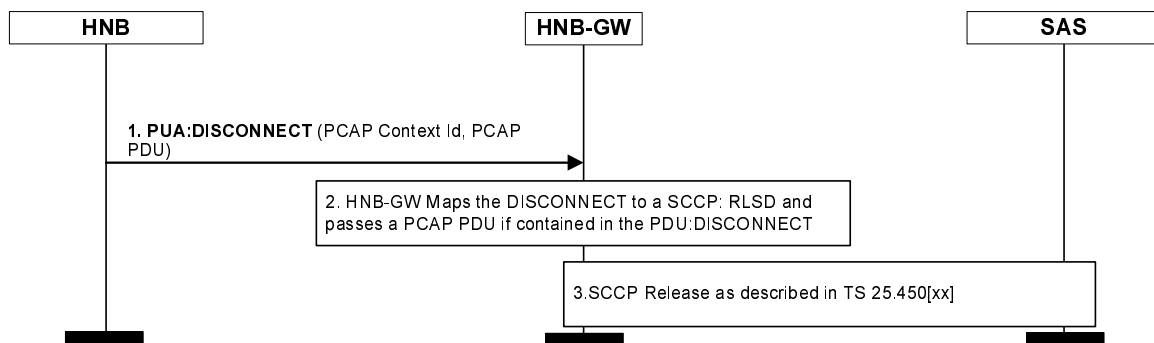 HNB
HNB-GW
SAS
1. PUA:DISCONNECT (PCAP Context Id, PCAP
PDU)
2. HNB-GW Maps the DISCONNECT to a SCCP: RLSD and
passes a PCAP PDU if contained in the PDU:DISCONNECT
3.SCCP Release as described in TS 25.450[xx]